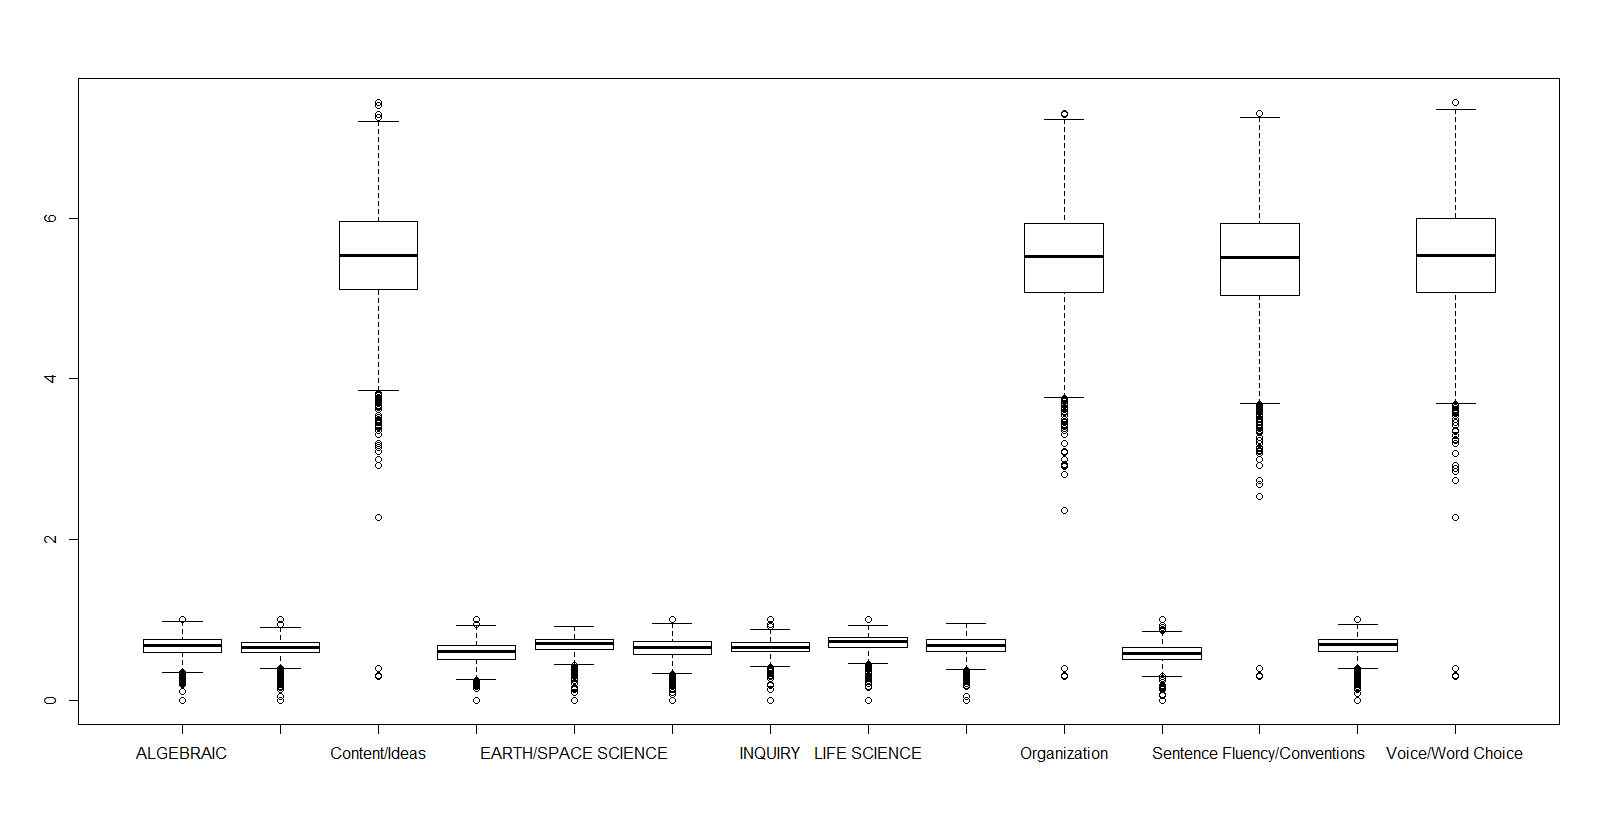 6
4
2
0
ALGEBRAIC Content/Ideas EARTH/SPACE SCIENCE INQUIRY LIFE SCIENCE Organization Sentence Fluency/Conventions Voice/Word Choice